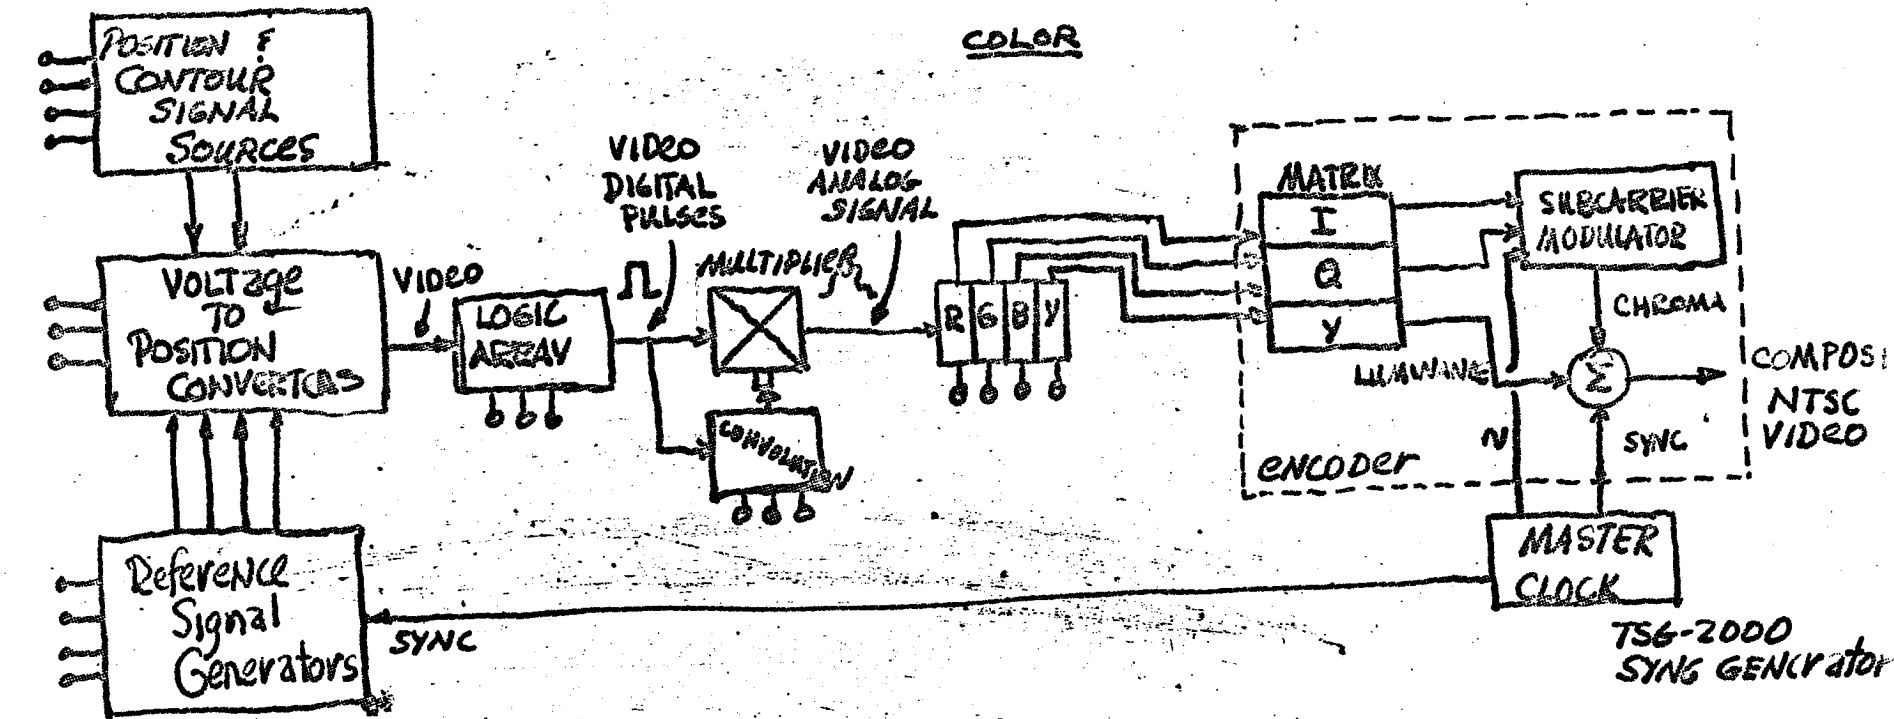 COLOR
POSITION &
CONTOUR
SIGNAL
SOURCES
VOLTAGE
TO
POSITION
CONVERTERS
Reference
Signal
Generators
VIDEO
LOGIC
ARRAY
VIDEO
DIGITAL
PULSES
MULTIPLIER
VIDEO
ANALOG
SIGNAL
CONVOLUTION
R G B Y
MATRIX
I
Q
Y
SUBCARRIER
MODULATOR
CHROMA
LUMINANCE
Σ
COMPOSI
NTSC
VIDEO
SYNC
ENCODER
MASTER
CLOCK
TSG-2000
SYNC GENERATOR
SYNC